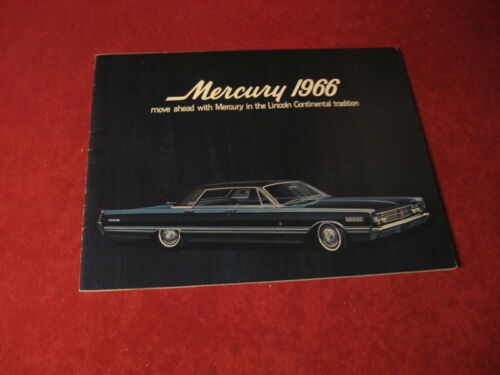 Mercury 1966
move ahead with Mercury in the Lincoln Continental tradition